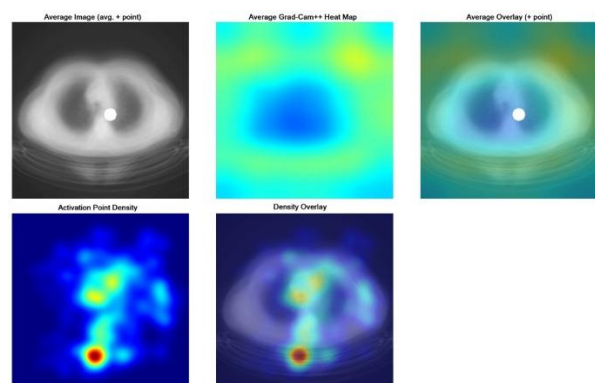 Average Image (avg. + point)
Average Grad-Cam++ Heat Map
Average Overlay (+ point)
Activation Point Density
Density Overlay